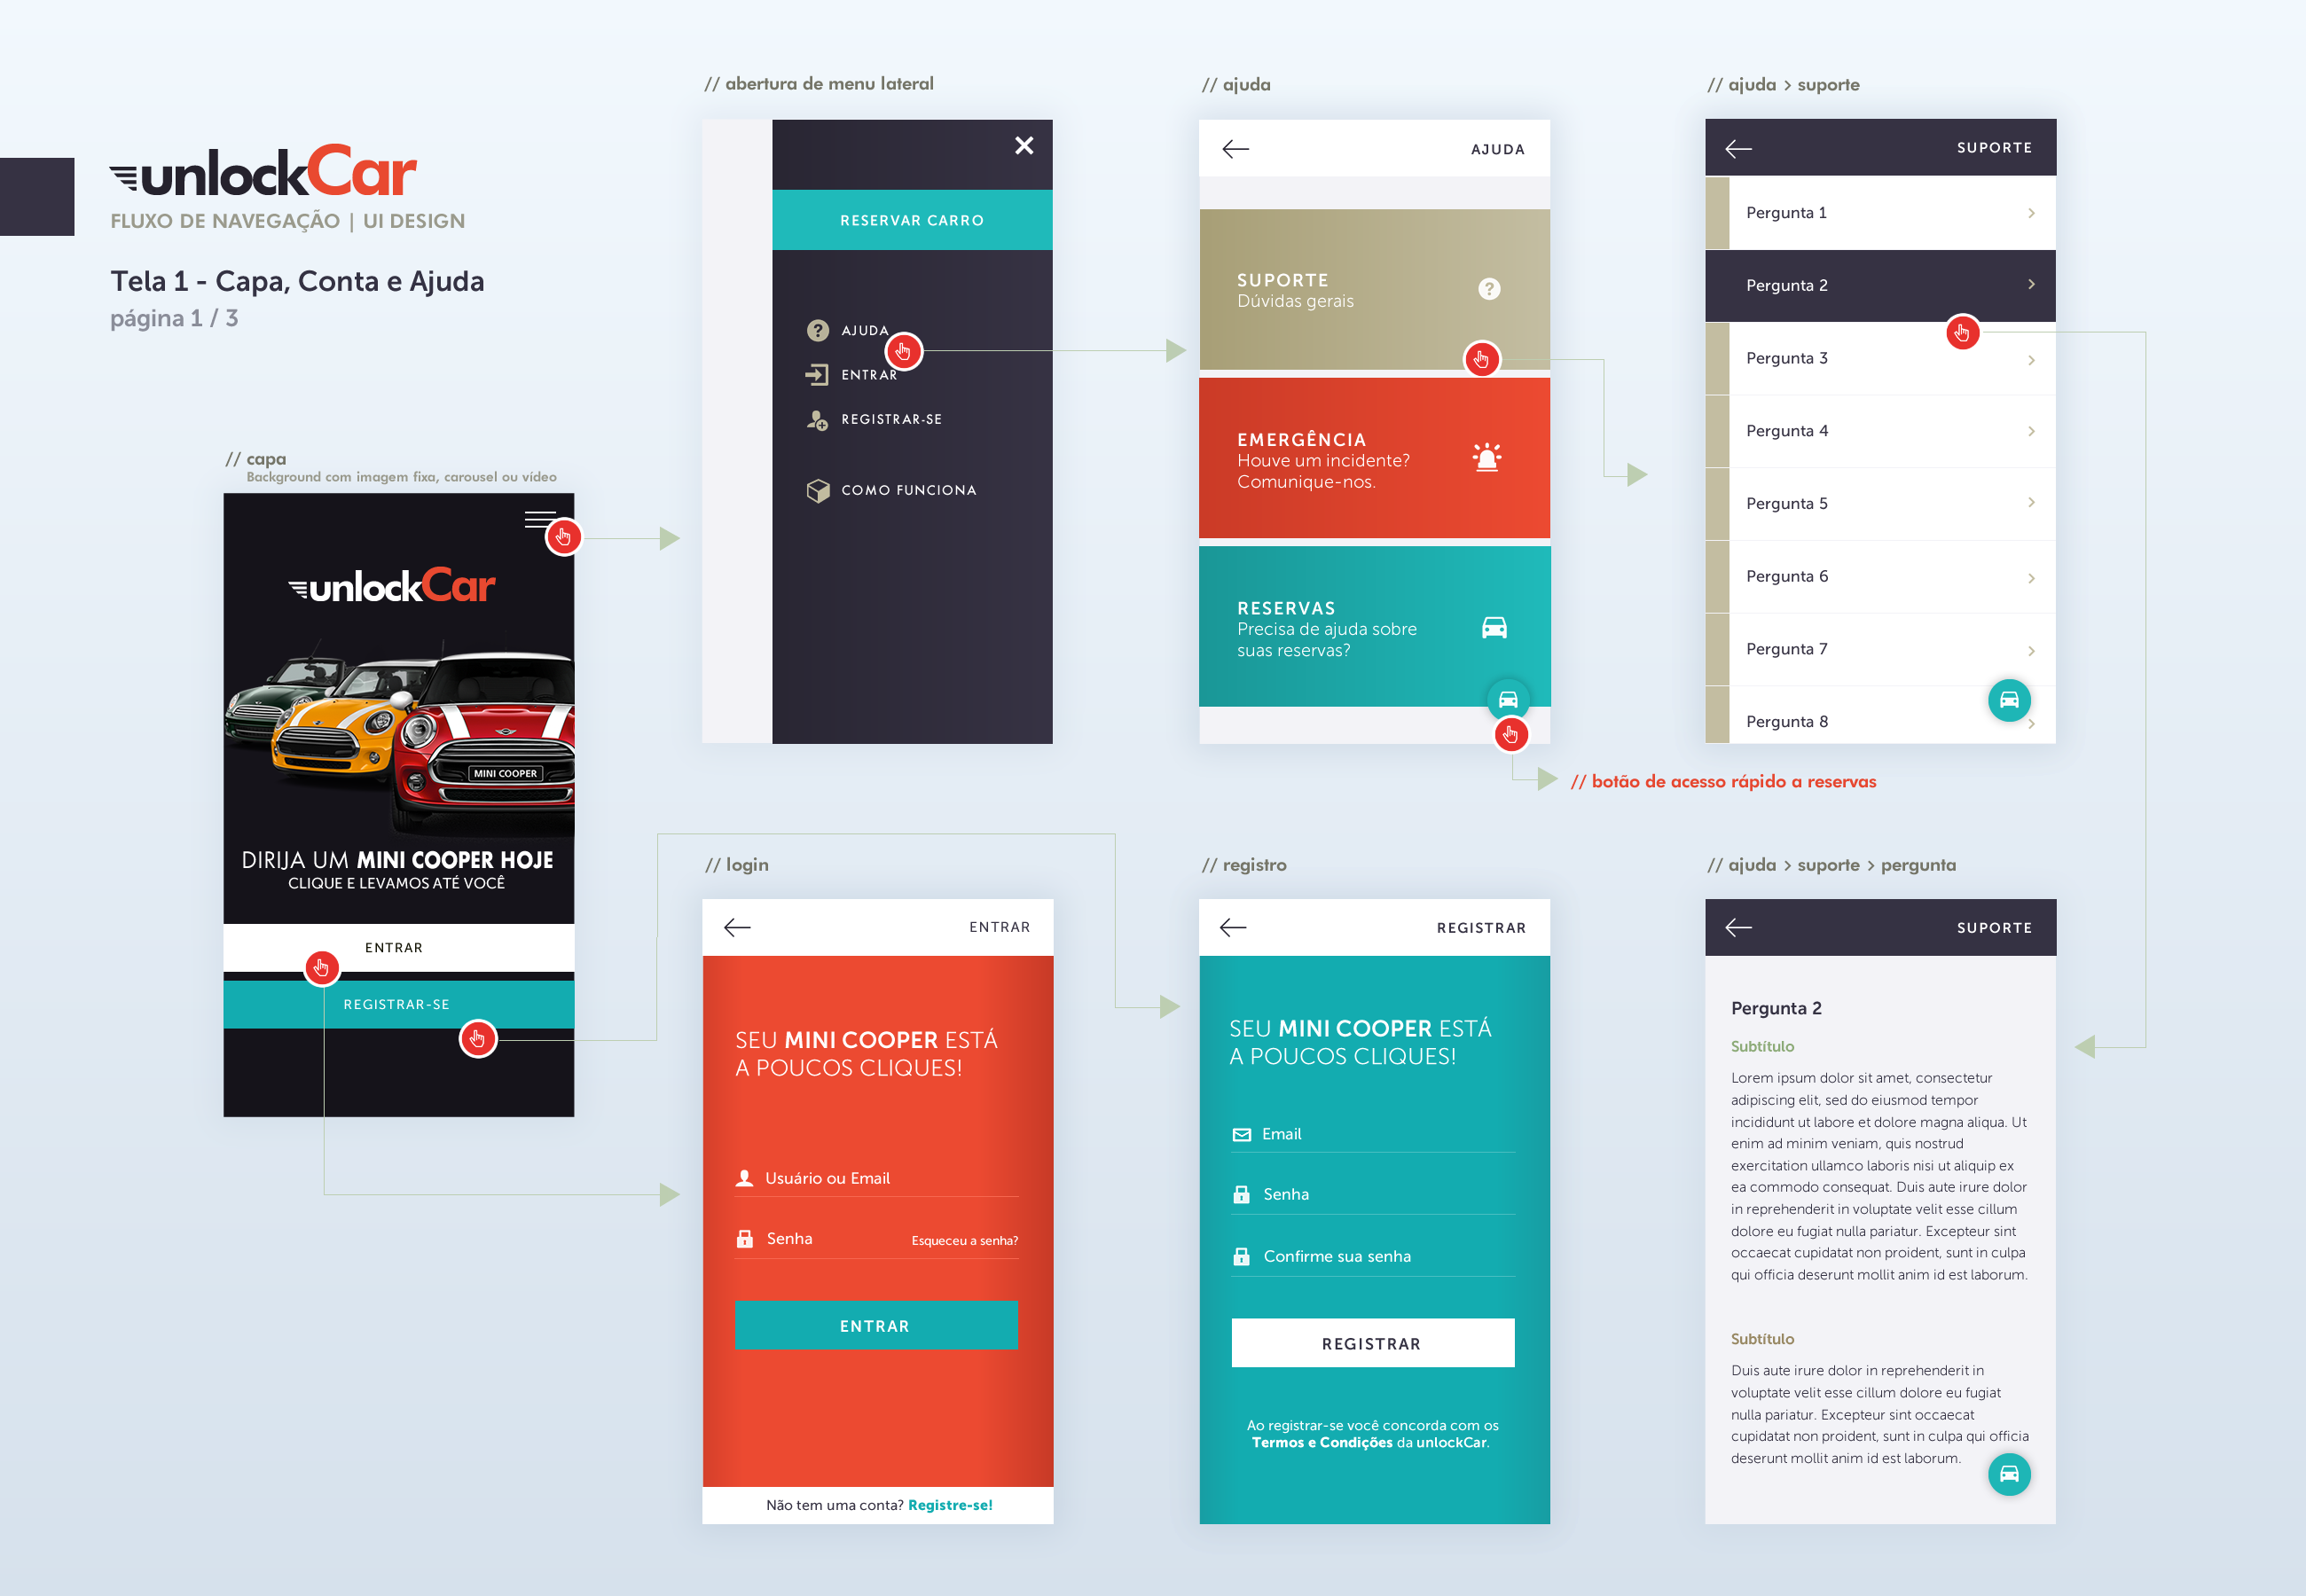 unlockCar
FLUXO DE NAVEGAÇÃO | UI DESIGN
Tela 1 - Capa, Conta e Ajuda
página 1 / 3
// capa
Background com imagem fixa, carousel ou vídeo
unlockCar
MINI COOPER
DIRIJA UM MINI COOPER HOJE
CLIQUE E LEVAMOS ATÉ VOCÊ
ENTRAR
REGISTRAR-SE
// abertura de menu lateral
RESERVAR CARRO
AJUDA
ENTRAR
REGISTRAR-SE
COMO FUNCIONA
// ajuda
AJUDA
SUPORTE
Dúvidas gerais
EMERGÊNCIA
Houve um incidente?
Comunique-nos.
RESERVAS
Precisa de ajuda sobre
suas reservas?
// botão de acesso rápido a reservas
// ajuda > suporte
SUPORTE
Pergunta 1
Pergunta 2
Pergunta 3
Pergunta 4
Pergunta 5
Pergunta 6
Pergunta 7
Pergunta 8
// login
ENTRAR
SEU MINI COOPER ESTÁ
A POUCOS CLIQUES!
Usuário ou Email
Senha Esqueceu a senha?
ENTRAR
Não tem uma conta? Registre-se!
// registro
REGISTRAR
SEU MINI COOPER ESTÁ
A POUCOS CLIQUES!
Email
Senha
Confirme sua senha
REGISTRAR
Ao registrar-se você concorda com os
Termos e Condições da unlockCar.
// ajuda > suporte > pergunta
SUPORTE
Pergunta 2
Subtítulo
Lorem ipsum dolor sit amet, consectetur
adipiscing elit, sed do eiusmod tempor
incididunt ut labore et dolore magna aliqua. Ut
enim ad minim veniam, quis nostrud
exercitation ullamco laboris nisi ut aliquip ex
ea commodo consequat. Duis aute irure dolor
in reprehenderit in voluptate velit esse cillum
dolore eu fugiat nulla pariatur. Excepteur sint
occaecat cupidatat non proident, sunt in culpa
qui officia deserunt mollit anim id est laborum.
Subtítulo
Duis aute irure dolor in reprehenderit in
voluptate velit esse cillum dolore eu fugiat
nulla pariatur. Excepteur sint occaecat
cupidatat non proident, sunt in culpa qui officia
deserunt mollit anim id est laborum.